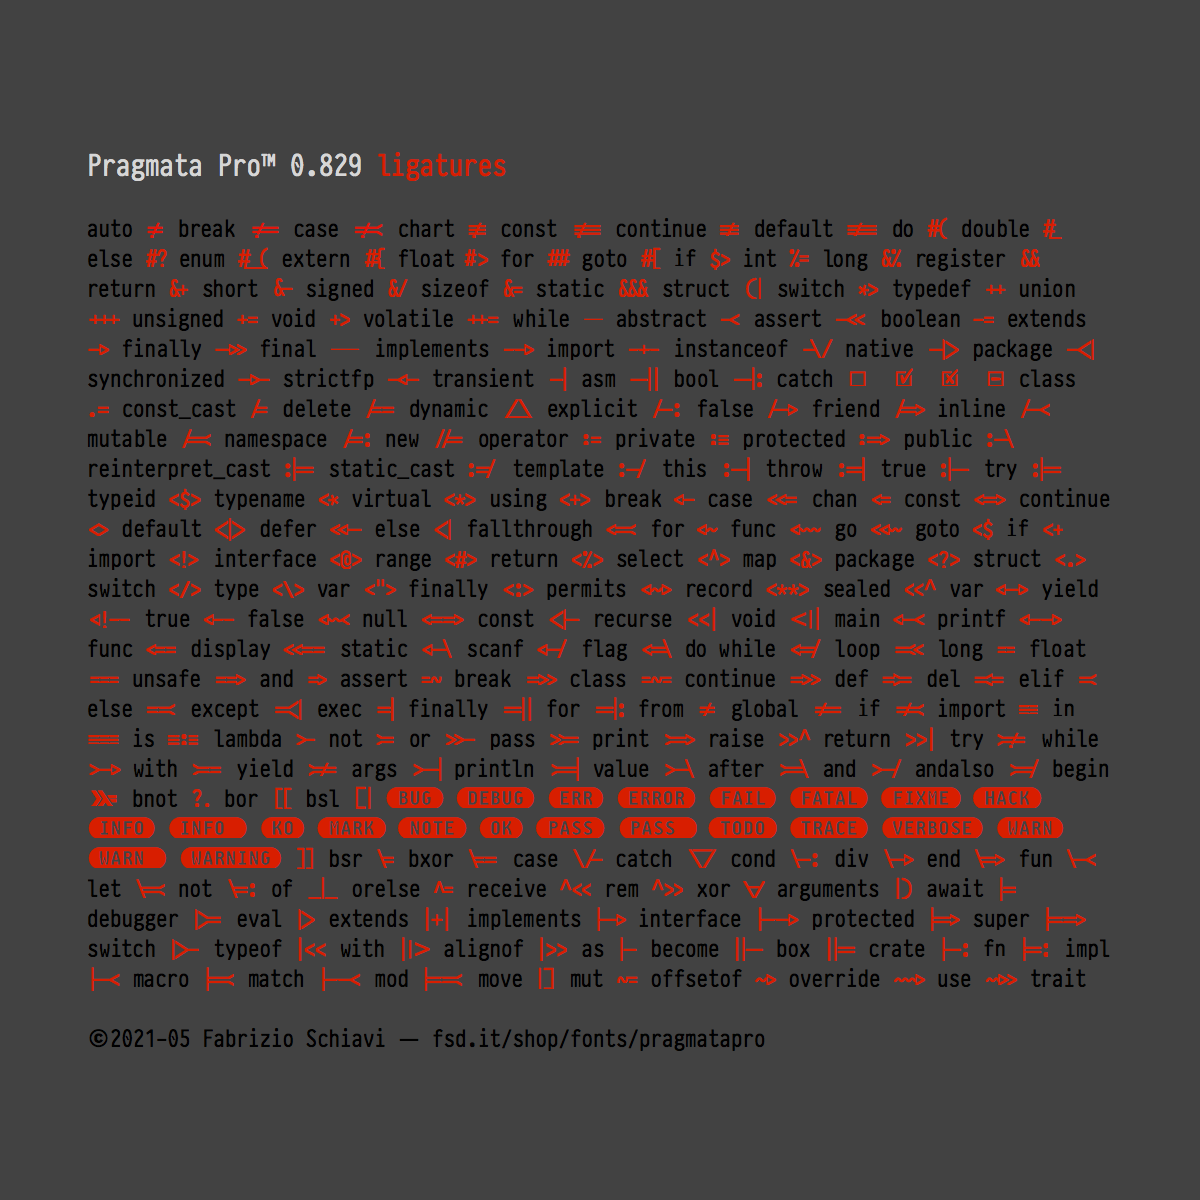 Pragmata Pro™ 0.829 ligatures
auto != break !== case !=< chart ≢ const !≡≡ continue ≢ default !=== do #( double #_
else #? enum #_( extern #{ float #> for ## goto #[ if $> int %= long &% register &&
return &+ short &- signed &/ sizeof &= static &&& struct (| switch *> typedef ++ union
+++ unsigned += void +> volatile ++= while -- abstract -< assert -<< boolean -= extends
-> finally ->> final --- implements --> import -+- instanceof -\/ native -|> package -<|
synchronized ->- strictfp -<- transient -| asm -|| bool -|: catch ☐ ☑ ☒ ⊟ class
.= const_cast /= delete /== dynamic /\ explicit /-: false /-> friend /=> inline /-<
mutable /=< namespace /=: new //= operator := private :≡ protected :=> public :-\
reinterpret_cast :|= static_cast :=/ template :-/ this :-| throw :=| true :|- try :|=
typeid <$> typename <* virtual <*> using <+> break <- case <<= chan <= const <=> continue
<> default <|> defer <<- else <| fallthrough <=< for <~ func <~~ go <<~ goto <$ if <+
import <!> interface <@> range <#> return <%> select <^> map <&> package <?> struct <.>
switch </> type <\> var <"> finally <:> permits <~> record <**> sealed <<^ var <-> yield
<!-- true <-- false <~< null <==> const <|- recurse <<| void <|| main <-< printf <-->
func <== display <<== static <-\ scanf <-/ flag <=\ do while <=/ loop =<< long == float
=== unsafe ==> and => assert =~ break =>> class =~= continue =>> def =>= del =<= elif =<
else ==< except =<| exec =| finally =|| for =|: from =/ global =/= if =/< import ≡≡ in
=== is ≡:≡ lambda >- not >= or >>- pass >>= print >=> raise >>^ return >>| try >!= while
>-> with >== yield >/= args >-| println >=| value >-\ after >=\ and >-/ andalso >=/ begin
>>>= bnot ?. bor [[ bsl [| BUG DEBUG ERR ERROR FAIL FATAL FIXME HACK
INFO INFO KO MARK NOTE OK PASS PASS TODO TRACE VERBOSE WARN
WARN WARNING ]] bsr \= bxor \== case \/- catch \/ cond \-: div \-> end \=> fun \-<
let \=< not \=: of _|_ orelse ^= receive ^<< rem ^>> xor ∀ arguments |) await |=
debugger |>= eval |> extends |+| implements |-> interface |--> protected |=> super |==>
switch |>- typeof |<< with ||> alignof |>> as |- become ||- box ||= crate |-: fn |=: impl
|-< macro |=< match |--< mod |==< move |] mut ~= offsetof ~> override ~~> use ~>> trait
©2021-05 Fabrizio Schiavi — fsd.it/shop/fonts/pragmatapro